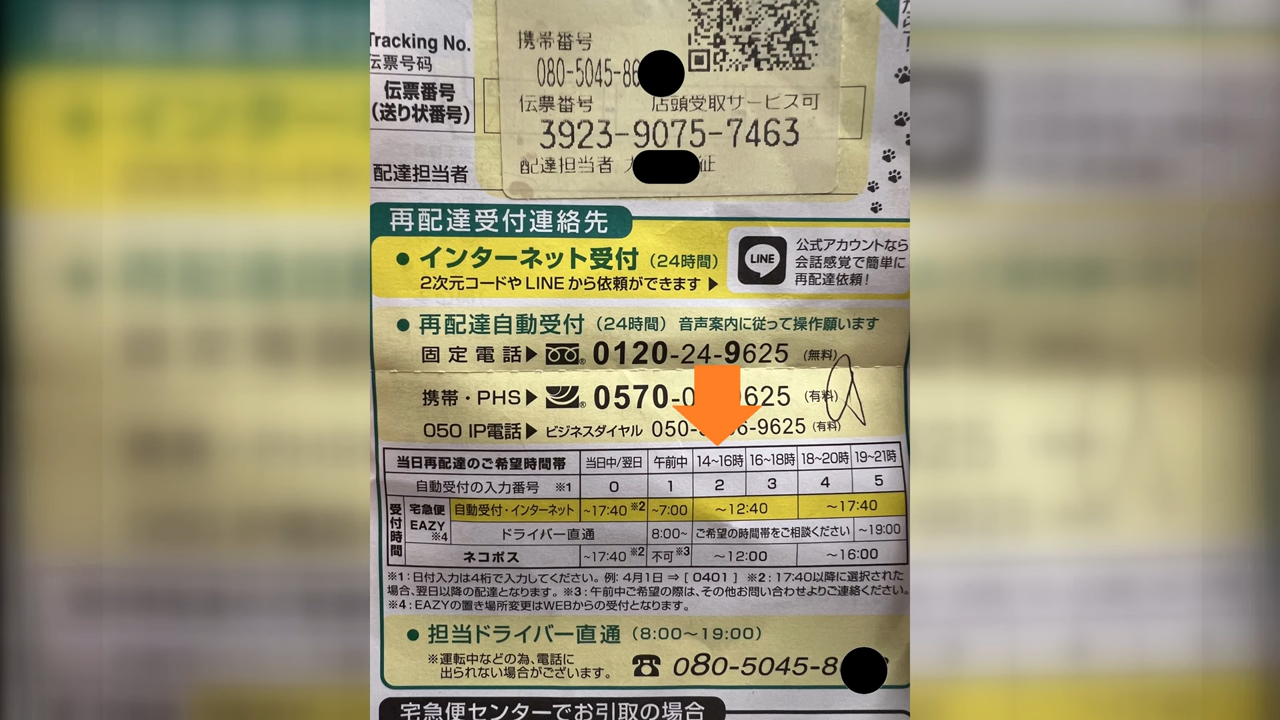 Tracking No.
伝票号码
携帯番号
080-5045-86
伝票番号
(送り状番号)
伝票番号 店頭受取サービス可
3923-9075-7463
配達担当者
配達担当者
再配達受付連絡先
●インターネット受付(24時間)
2次元コードやLINEから依頼ができます▶
LINE
公式アカウントなら
会話感覚で簡単に
再配達依頼!
●再配達自動受付(24時間) 音声案内に従って操作願います
固定電話▶ 0120-24-9625 (無料)
携帯・PHS▶ 0570-0 9625 (有料)
050 IP電話▶ビジネスダイヤル 050- 6-9625 (有料)
当日再配達のご希望時間帯 当日中/翌日 午前中 14~16時 16~18時 18~20時 19~21時
自動受付の入力番号 ※1 0 1 2 3 4 5
受付時間
宅急便
EAZY
※4
自動受付・インターネット ~17:40※2 ~7:00 ~12:40 ~17:40
ドライバー直通 8:00~ ご希望の時間帯をご相談ください ~19:00
ネコポス ~17:40※2 不可※3 ~12:00 ~16:00
※1:日付入力は4桁で入力してください。例:4月1日⇒[0401] ※2:17:40以降に選択された
場合、翌日以降の配達となります。※3:午前中ご希望の際は、その他お問い合わせよりご連絡ください。
※4:EAZYの置き場所変更はWEBからの受付となります。
●担当ドライバー直通(8:00~19:00)
※運転中などの為、電話に
出られない場合がございます。
☎ 080-5045-8
宅急便センターでお引取の場合